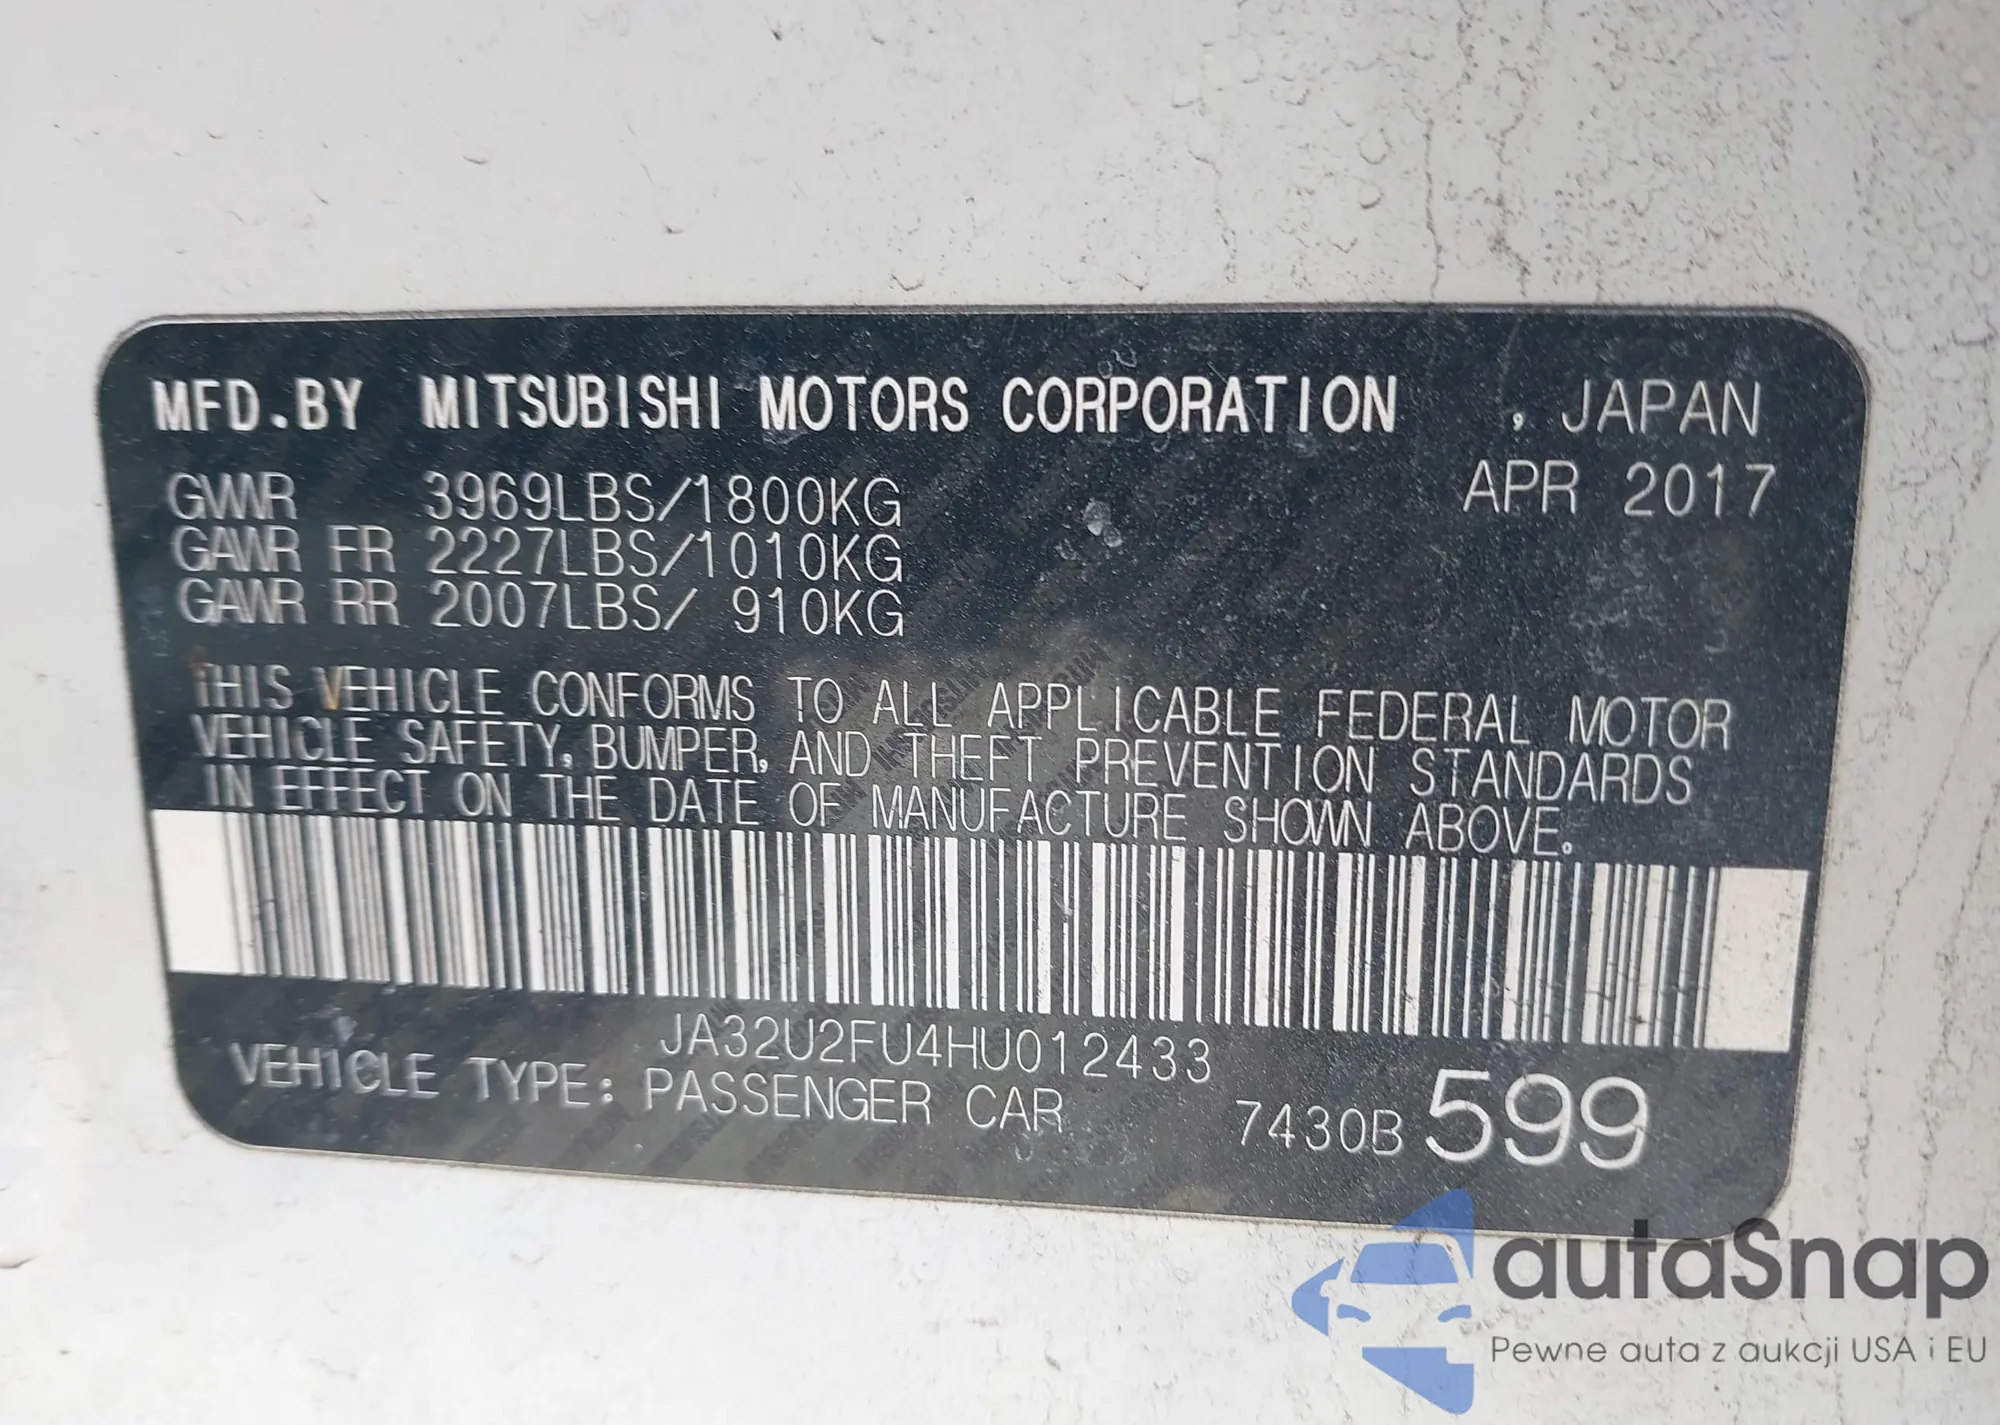 MFD.BY MITSUBISHI MOTORS CORPORATION , JAPAN
GVWR 3969LBS/1800KG APR 2017
GAWR FR 2227LBS/1010KG
GAWR RR 2007LBS/ 910KG
THIS VEHICLE CONFORMS TO ALL APPLICABLE FEDERAL MOTOR
VEHICLE SAFETY, BUMPER, AND THEFT PREVENTION STANDARDS
IN EFFECT ON THE DATE OF MANUFACTURE SHOWN ABOVE.
JA32U2FU4HU012433
VEHICLE TYPE: PASSENGER CAR 7430B 599
autaSnap
Pewne auta z aukcji USA i EU